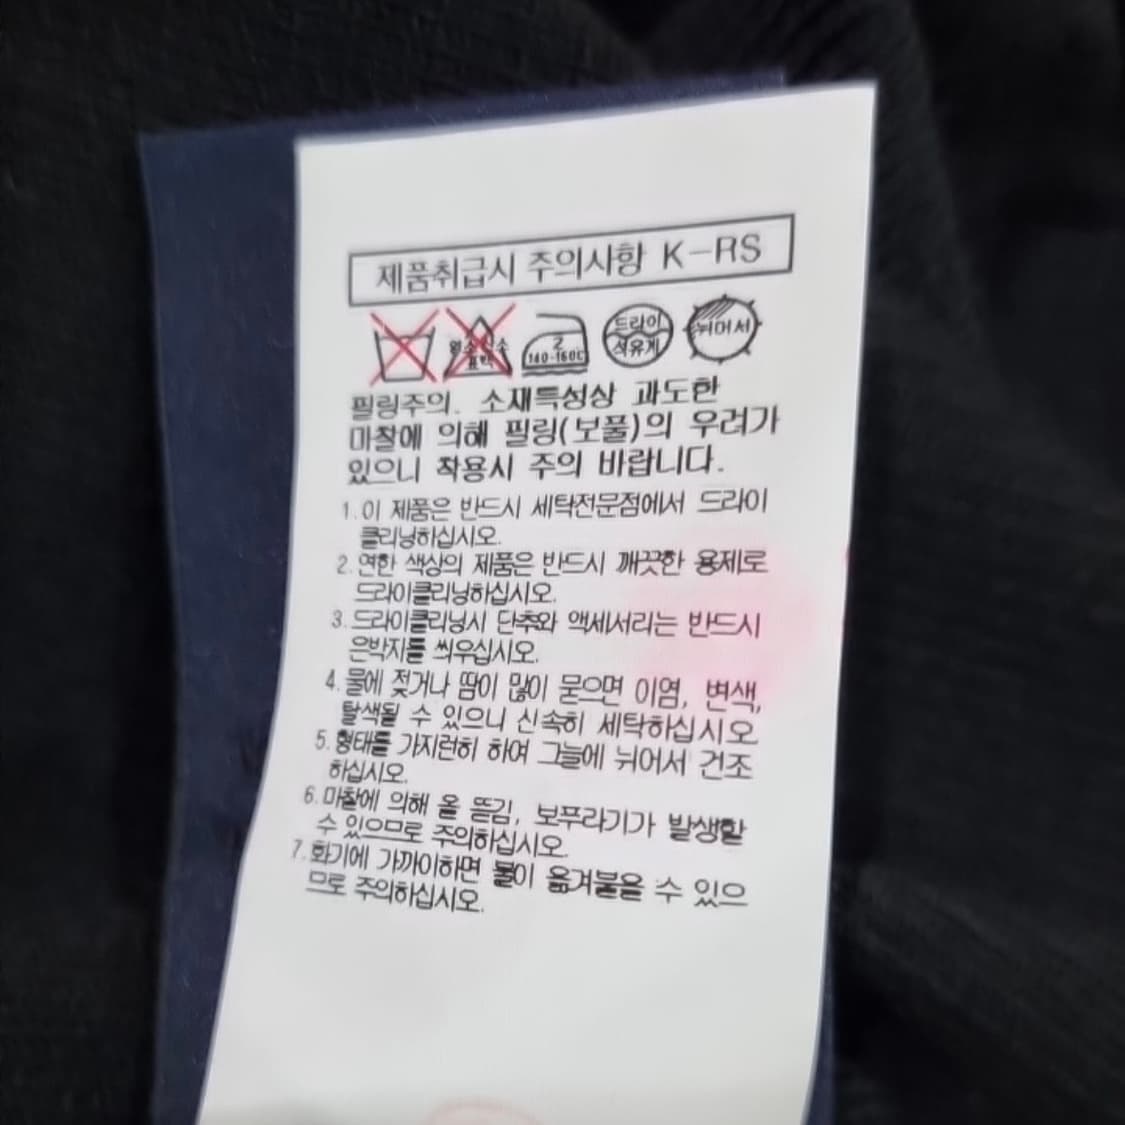 제품취급시 주의사항 K-RS
염소 산소
표백
2
140-160℃
드라이
석유계
뉘어서
필링주의. 소재특성상 과도한
마찰에 의해 필링(보풀)의 우려가
있으니 착용시 주의 바랍니다.
1.이 제품은 반드시 세탁전문점에서 드라이
클리닝하십시오.
2.연한 색상의 제품은 반드시 깨끗한 용제로
드라이클리닝하십시오.
3.드라이클리닝시 단추와 액세서리는 반드시
은박지를 씌우십시오.
4.물에 젖거나 땀이 많이 묻으면 이염, 변색,
탈색될 수 있으니 신속히 세탁하십시오
5.형태를 가지런히 하여 그늘에 뉘어서 건조
하십시오.
6.마찰에 의해 올 뜯김, 보푸라기가 발생할
수 있으므로 주의하십시오.
7.화기에 가까이하면 불이 옮겨붙을 수 있으
므로 주의하십시오.